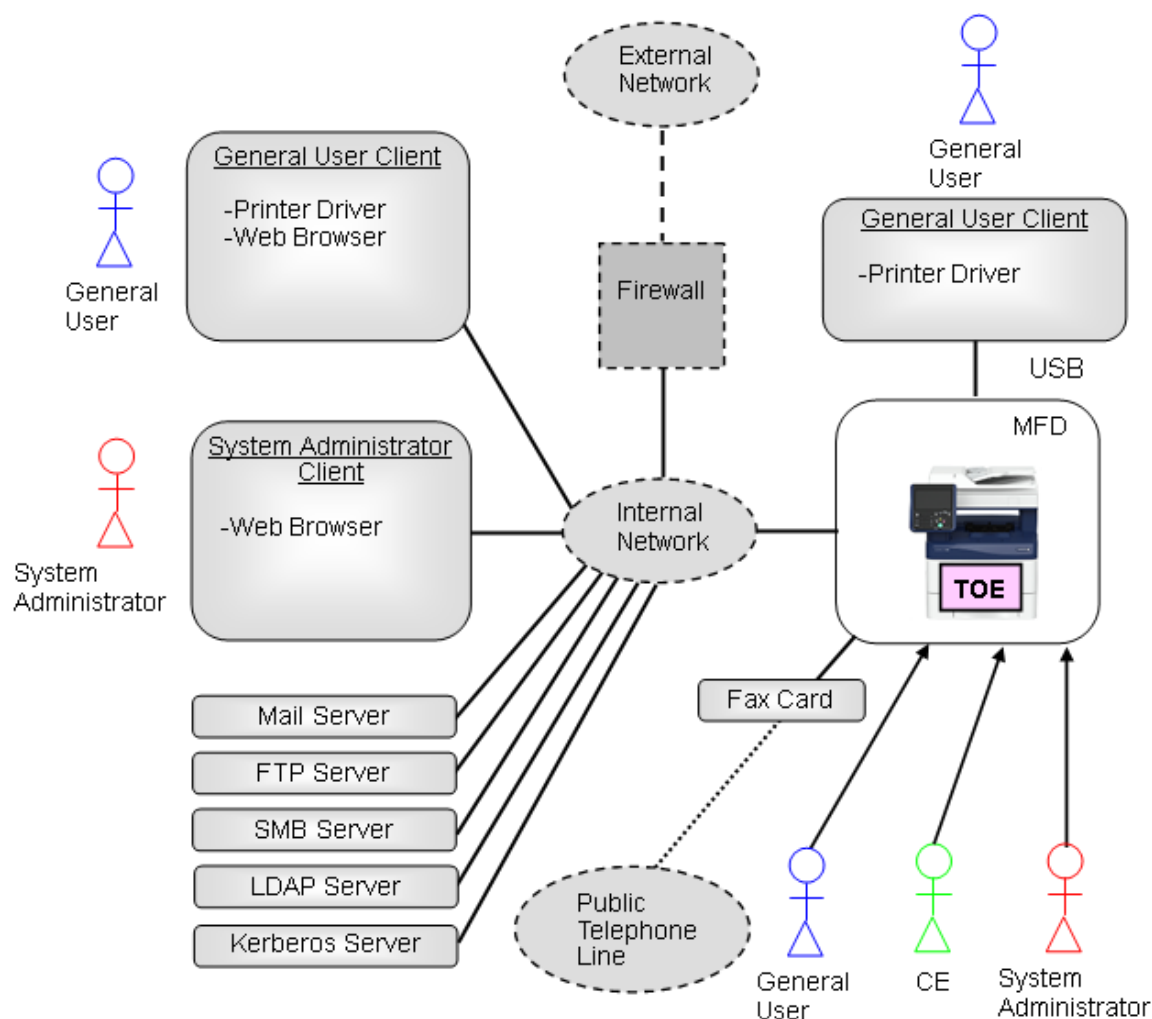 External
Network
General
User
General User Client
-Printer Driver
-Web Browser
General
User
General User Client
-Printer Driver
Firewall
USB
MFD
System Administrator
Client
-Web Browser
System
Administrator
Internal
Network
TOE
Fax Card
Mail Server
FTP Server
SMB Server
LDAP Server
Kerberos Server
Public
Telephone
Line
General
User
CE
System
Administrator